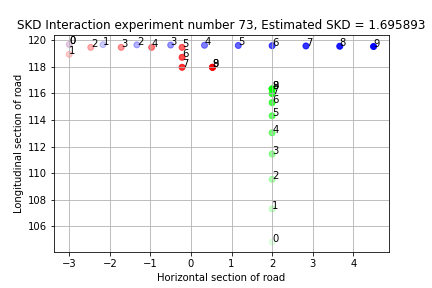 SKD Interaction experiment number 73, Estimated SKD = 1.695893
120
118
116
114
112
110
108
106
Longitudinal section of road
0 1 2 3 4 5 6 7 8 9
0 1 2 3 4 5 6 7 8 9
9 8 7 6 5 4 3 2 1 0
−3 −2 −1 0 1 2 3 4
Horizontal section of road